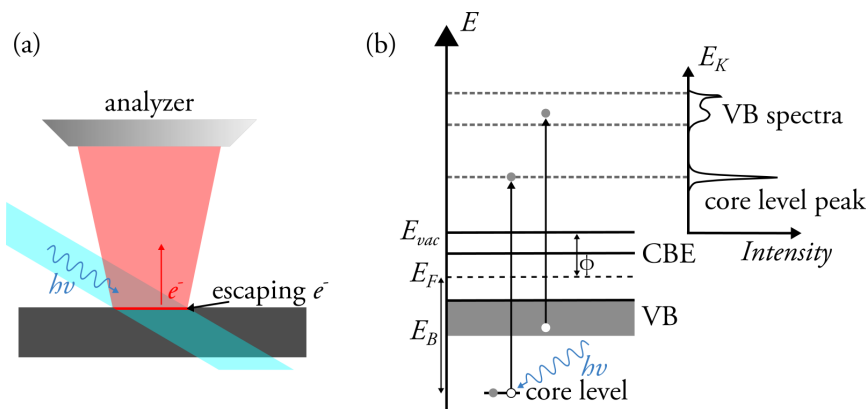 (a)
analyzer
hν
e⁻
escaping e⁻
(b)
E
E_K
VB spectra
core level peak
Intensity
E_vac
CBE
ϕ
E_F
VB
E_B
hν
core level